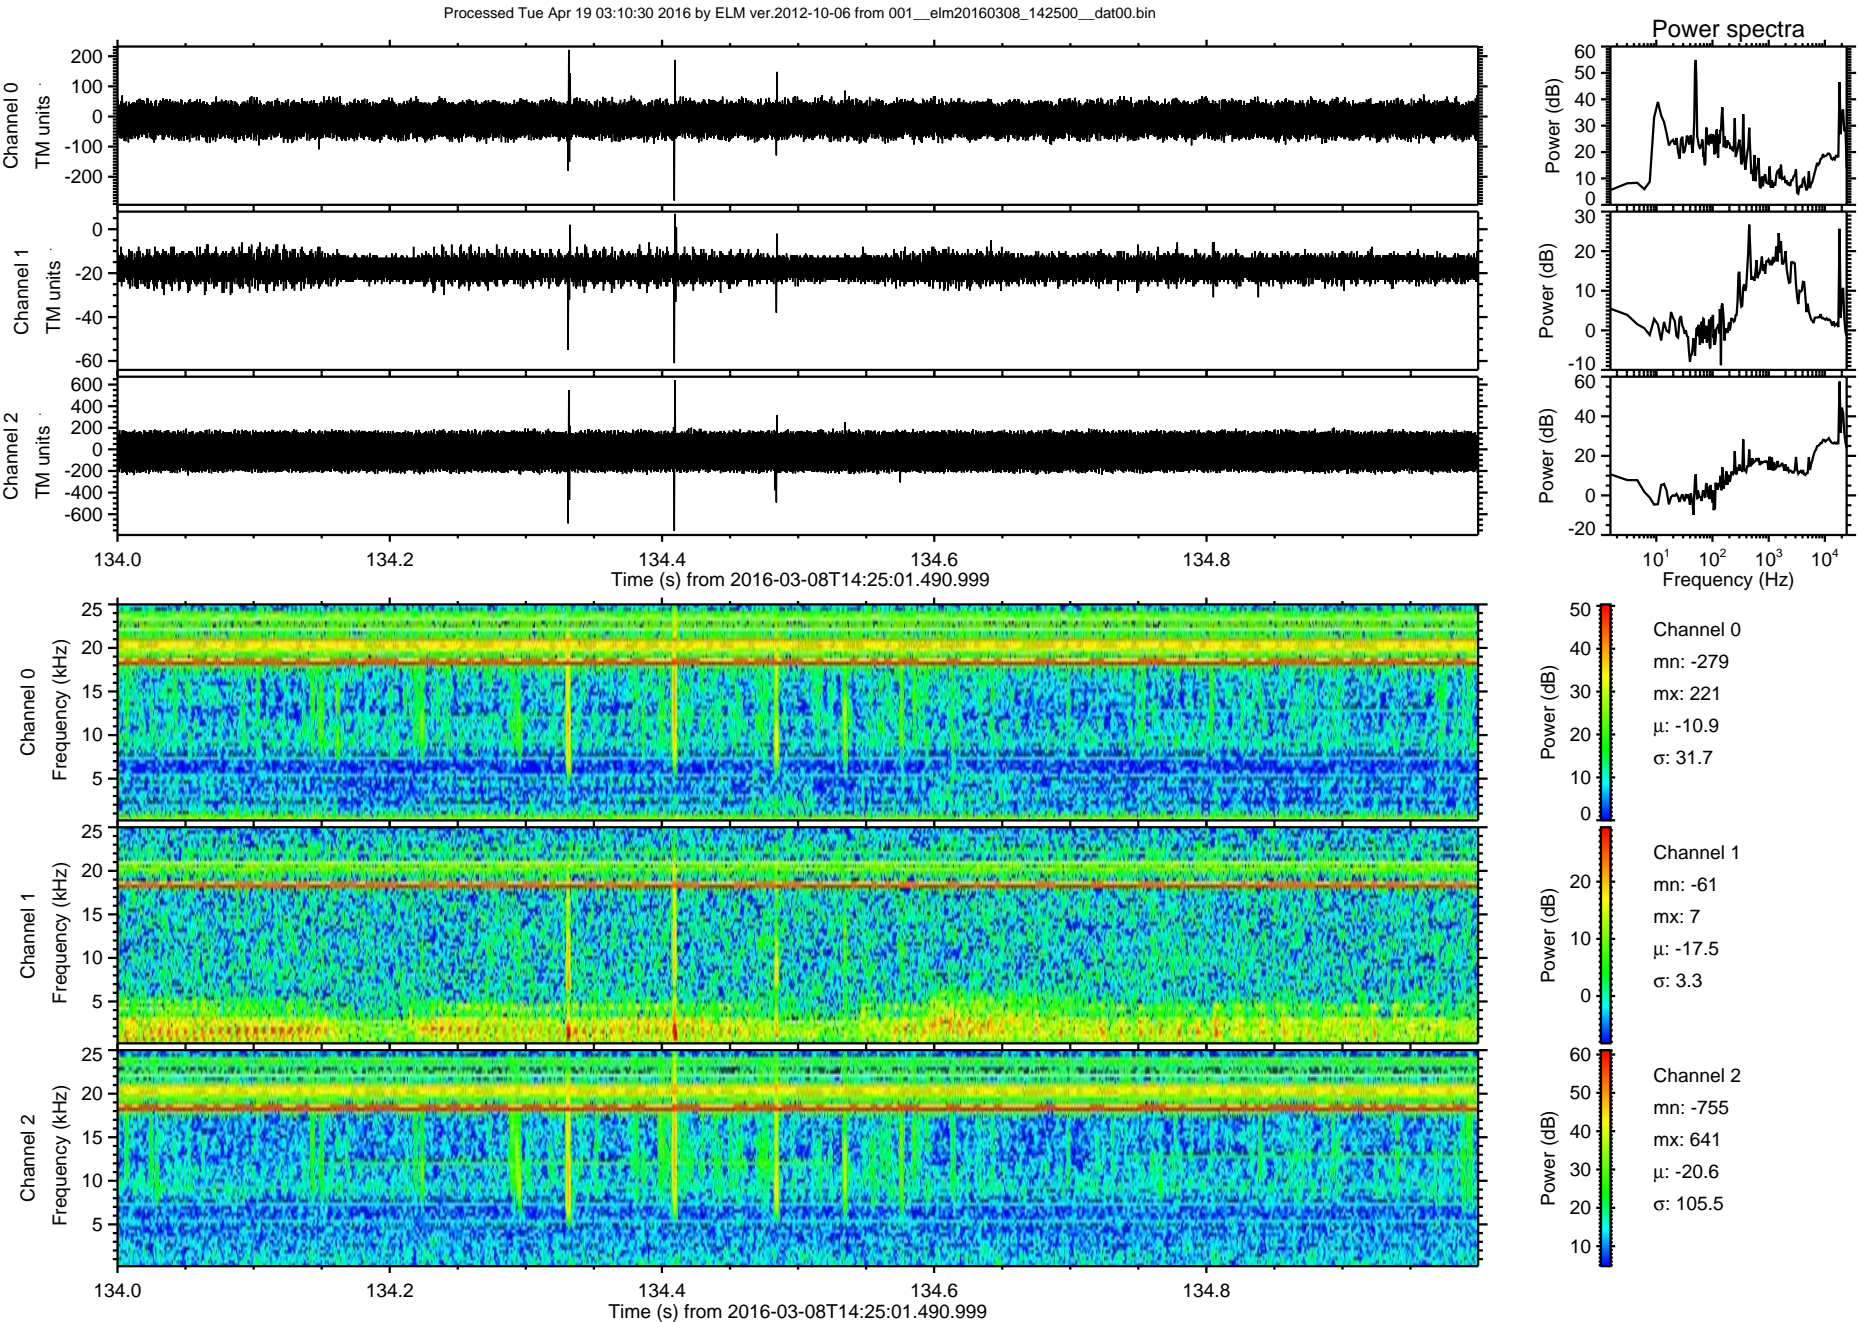 Processed Tue Apr 19 03:10:30 2016 by ELM ver.2012-10-06 from 001__elm20160308_142500__dat00.bin
Power spectra
Channel 0
TM units
200
100
0
-100
-200
Power (dB)
60
50
40
30
20
10
0
Channel 1
TM units
0
-20
-40
-60
Power (dB)
30
20
10
0
-10
Channel 2
TM units
600
400
200
0
-200
-400
-600
Power (dB)
60
40
20
0
-20
134.0 134.2 134.4 134.6 134.8
Time (s) from 2016-03-08T14:25:01.490.999
10¹ 10² 10³ 10⁴
Frequency (Hz)
Channel 0
Frequency (kHz)
25
20
15
10
5
Power (dB)
50
40
30
20
10
0
Channel 0
mn: -279
mx: 221
μ: -10.9
σ: 31.7
Channel 1
Frequency (kHz)
25
20
15
10
5
Power (dB)
20
10
0
Channel 1
mn: -61
mx: 7
μ: -17.5
σ: 3.3
Channel 2
Frequency (kHz)
25
20
15
10
5
Power (dB)
60
50
40
30
20
10
Channel 2
mn: -755
mx: 641
μ: -20.6
σ: 105.5
134.0 134.2 134.4 134.6 134.8
Time (s) from 2016-03-08T14:25:01.490.999